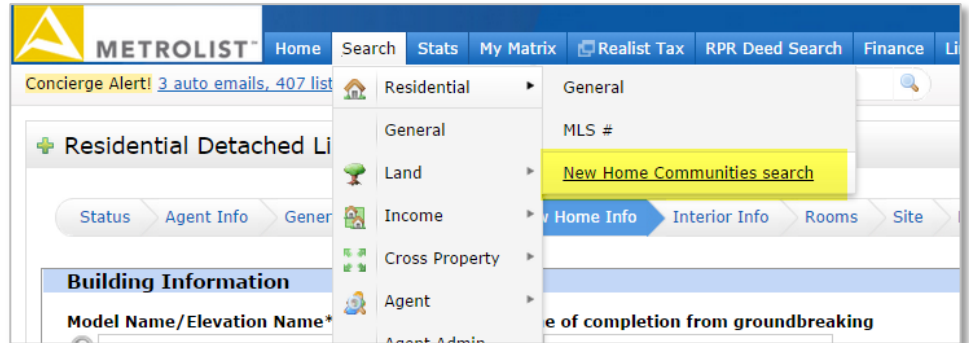 METROLIST Home Search Stats My Matrix Realist Tax RPR Deed Search Finance
Concierge Alert! 3 auto emails, 407 list
Residential General
General MLS #
Residential Detached Li
Land New Home Communities search
Status Agent Info Gener Income Home Info Interior Info Rooms Site
Cross Property
Building Information
Agent
Model Name/Elevation Name* e of completion from groundbreaking
Agent Admin